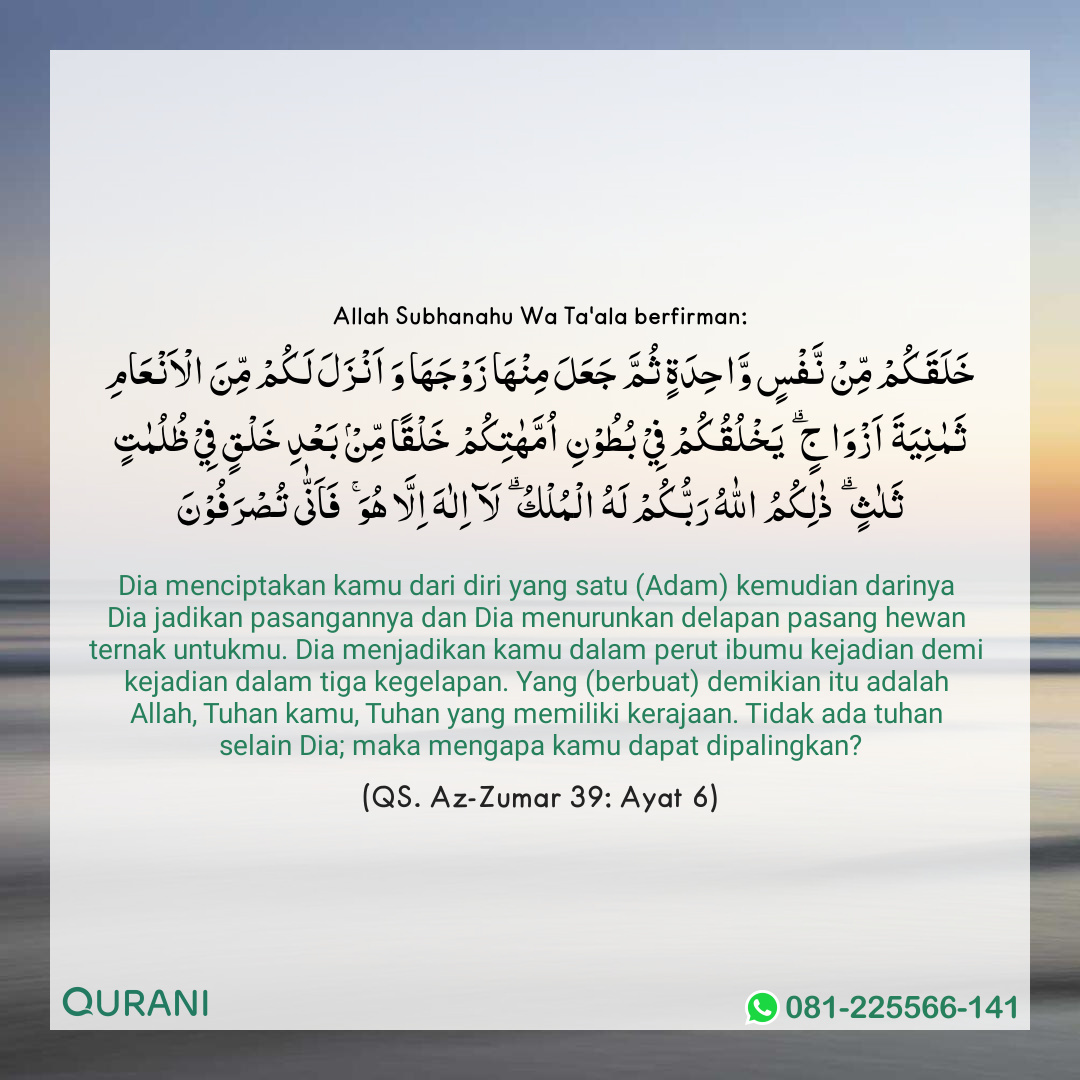 Allah Subhanahu Wa Ta'ala berfirman:
خَلَقَكُمْ مِّنْ نَّفْسٍ وَّا حِدَةٍ ثُمَّ جَعَلَ مِنْهَا زَوْجَهَا وَ اَنْزَلَ لَـكُمْ مِّنَ الْاَنْعَا مِ
ثَمٰنِيَةَ اَزْوَا جٍ ۗ يَخْلُقُكُمْ فِيْ بُطُوْنِ اُمَّهٰتِكُمْ خَلْقًا مِّنْۢ بَعْدِ خَلْقٍ فِيْ ظُلُمٰتٍ
ثَلٰثٍ ۗ ذٰلِكُمُ اللّٰهُ رَبُّكُمْ لَهُ الْمُلْكُ ۗ لَاۤ اِلٰهَ اِلَّا هُوَ ۚ فَاَ نّٰى تُصْرَفُوْنَ
Dia menciptakan kamu dari diri yang satu (Adam) kemudian darinya
Dia jadikan pasangannya dan Dia menurunkan delapan pasang hewan
ternak untukmu. Dia menjadikan kamu dalam perut ibumu kejadian demi
kejadian dalam tiga kegelapan. Yang (berbuat) demikian itu adalah
Allah, Tuhan kamu, Tuhan yang memiliki kerajaan. Tidak ada tuhan
selain Dia; maka mengapa kamu dapat dipalingkan?
(QS. Az-Zumar 39: Ayat 6)
QURANI
081-225566-141